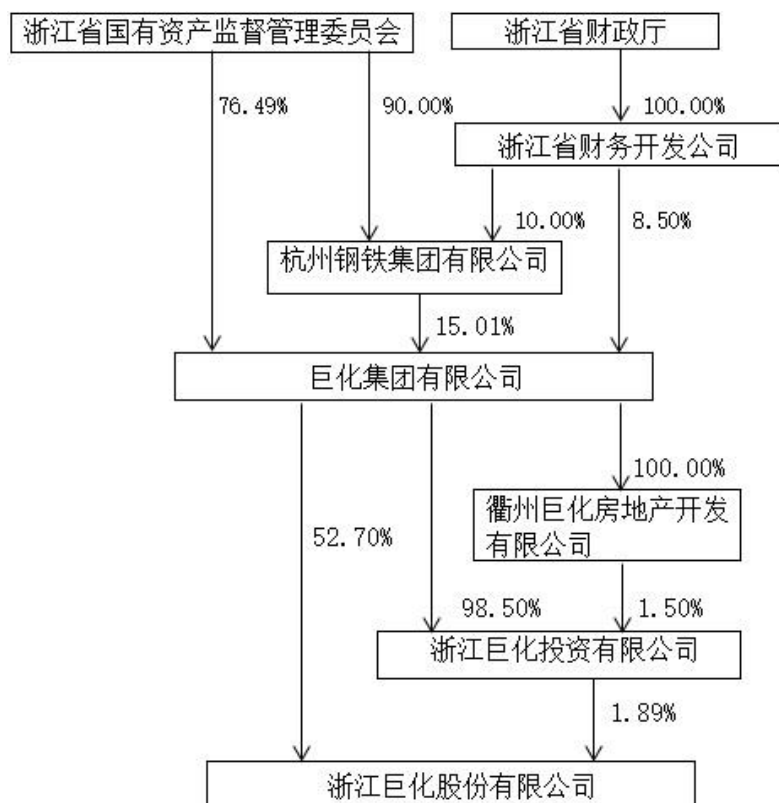 浙江省国有资产监督管理委员会
浙江省财政厅
76.49%
90.00%
100.00%
浙江省财务开发公司
10.00%
8.50%
杭州钢铁集团有限公司
15.01%
巨化集团有限公司
100.00%
衢州巨化房地产开发
有限公司
52.70%
98.50%
1.50%
浙江巨化投资有限公司
1.89%
浙江巨化股份有限公司